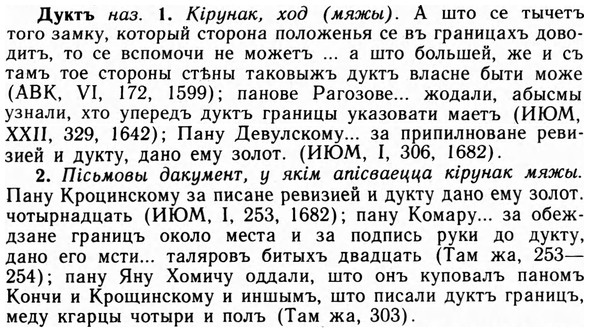 Дуктъ наз. 1. Кірунак, ход (мяжы). А што се тычетъ
того замку, который сторона положенья се въ границахъ дово-
дитъ, то се вспомочи не можетъ ... а што большей, же и съ
тамъ тое стороны стѣны таковыжъ дуктъ власне быти може
(АВК, VI, 172, 1599); панове Рагозове... жодали, абысмы
узнали, хто упередъ дуктъ границы указовати маетъ (ИЮМ,
XXII, 329, 1642); Пану Девулскому... за припилноване реви-
зией и дукту, дано ему золот. (ИЮМ, I, 306, 1682).
2. Пісьмовы дакумент, у якім апісваецца кірунак мяжы.
Пану Кроцинскому за писане ревизией и дукту дано ему золот.
чотырнадцать (ИЮМ, I, 253, 1682); пану Комару... за обеж-
дзане границъ около места и за подпись руки до дукту,
дано его мсти... таляровъ битыхъ двадцать (Там жа, 253—
254); пану Яну Хомичу оддали, што онъ куповалъ паномъ
Кончи и Крощинскому и иншымъ, што писали дуктъ границъ,
меду кгарцы чотыри и полъ (Там жа, 303).